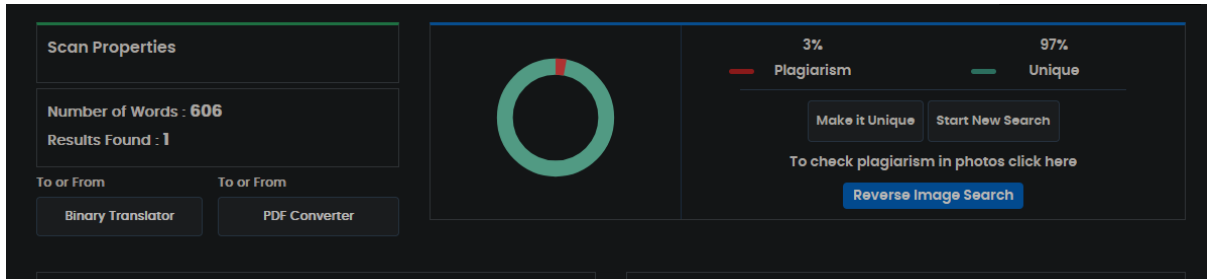 Scan Properties
Number of Words : 606
Results Found : 1
To or From
To or From
Binary Translator
PDF Converter
3%
97%
Plagiarism
Unique
Make it Unique
Start New Search
To check plagiarism in photos click here
Reverse Image Search